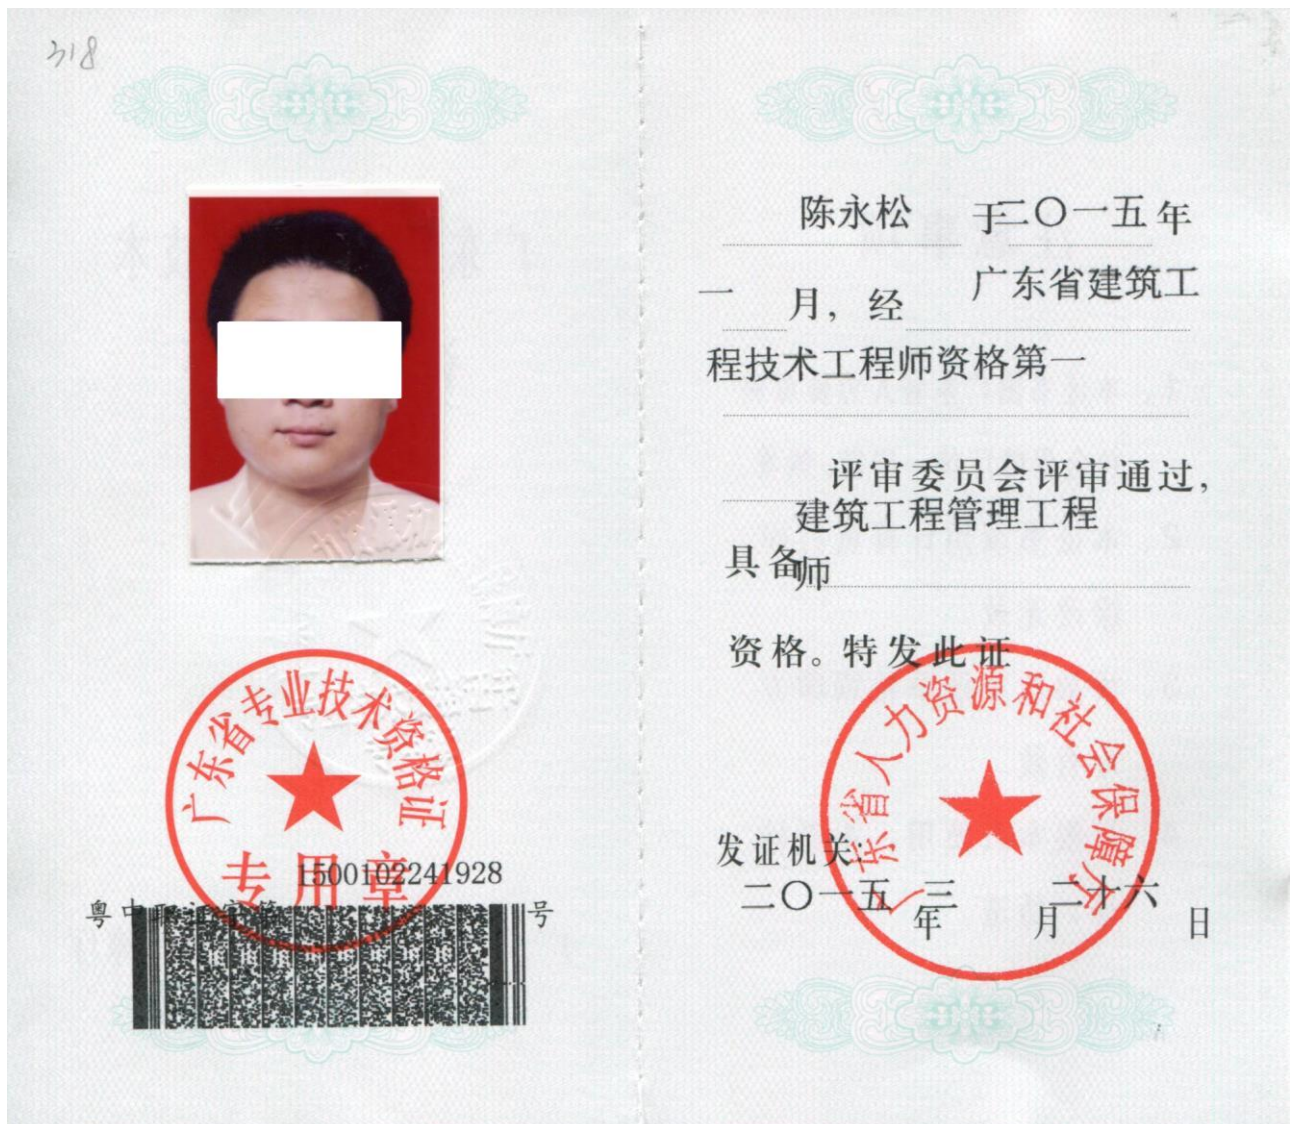 318
广东省专业技术资格证
专用章
1500102241928
粤中职证字第 号
陈永松 于二〇一五年
一 月，经 广东省建筑工
程技术工程师资格第一
评审委员会评审通过，
建筑工程管理工程
具备师
资格。特发此证
广东省人力资源和社会保障厅
发证机关：
二〇一五 三 二十六
年 月 日